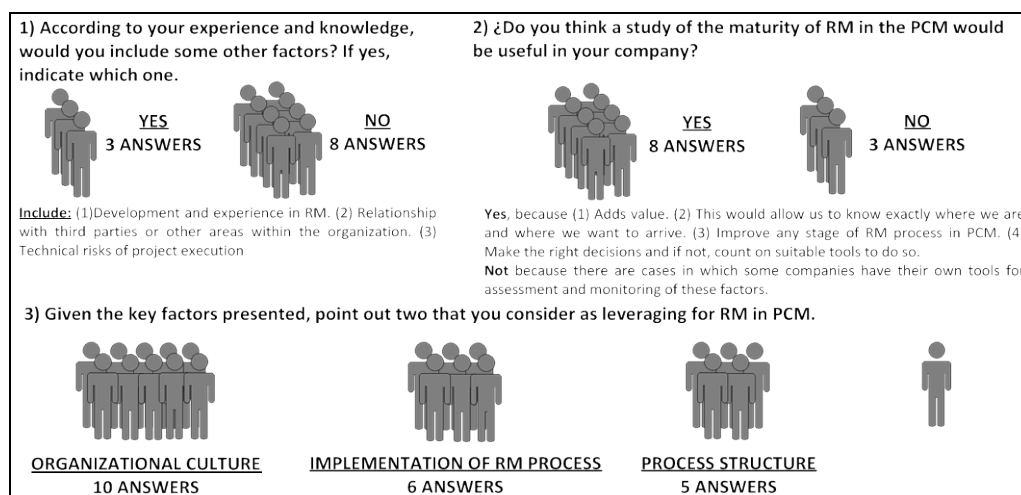 1) According to your experience and knowledge,
would you include some other factors? If yes,
indicate which one.
YES
3 ANSWERS
NO
8 ANSWERS
Include: (1)Development and experience in RM. (2) Relationship
with third parties or other areas within the organization. (3)
Technical risks of project execution
2) ¿Do you think a study of the maturity of RM in the PCM would
be useful in your company?
YES
8 ANSWERS
NO
3 ANSWERS
Yes, because (1) Adds value. (2) This would allow us to know exactly where we are
and where we want to arrive. (3) Improve any stage of RM process in PCM. (4
Make the right decisions and if not, count on suitable tools to do so.
Not because there are cases in which some companies have their own tools for
assessment and monitoring of these factors.
3) Given the key factors presented, point out two that you consider as leveraging for RM in PCM.
ORGANIZATIONAL CULTURE
10 ANSWERS
IMPLEMENTATION OF RM PROCESS
6 ANSWERS
PROCESS STRUCTURE
5 ANSWERS